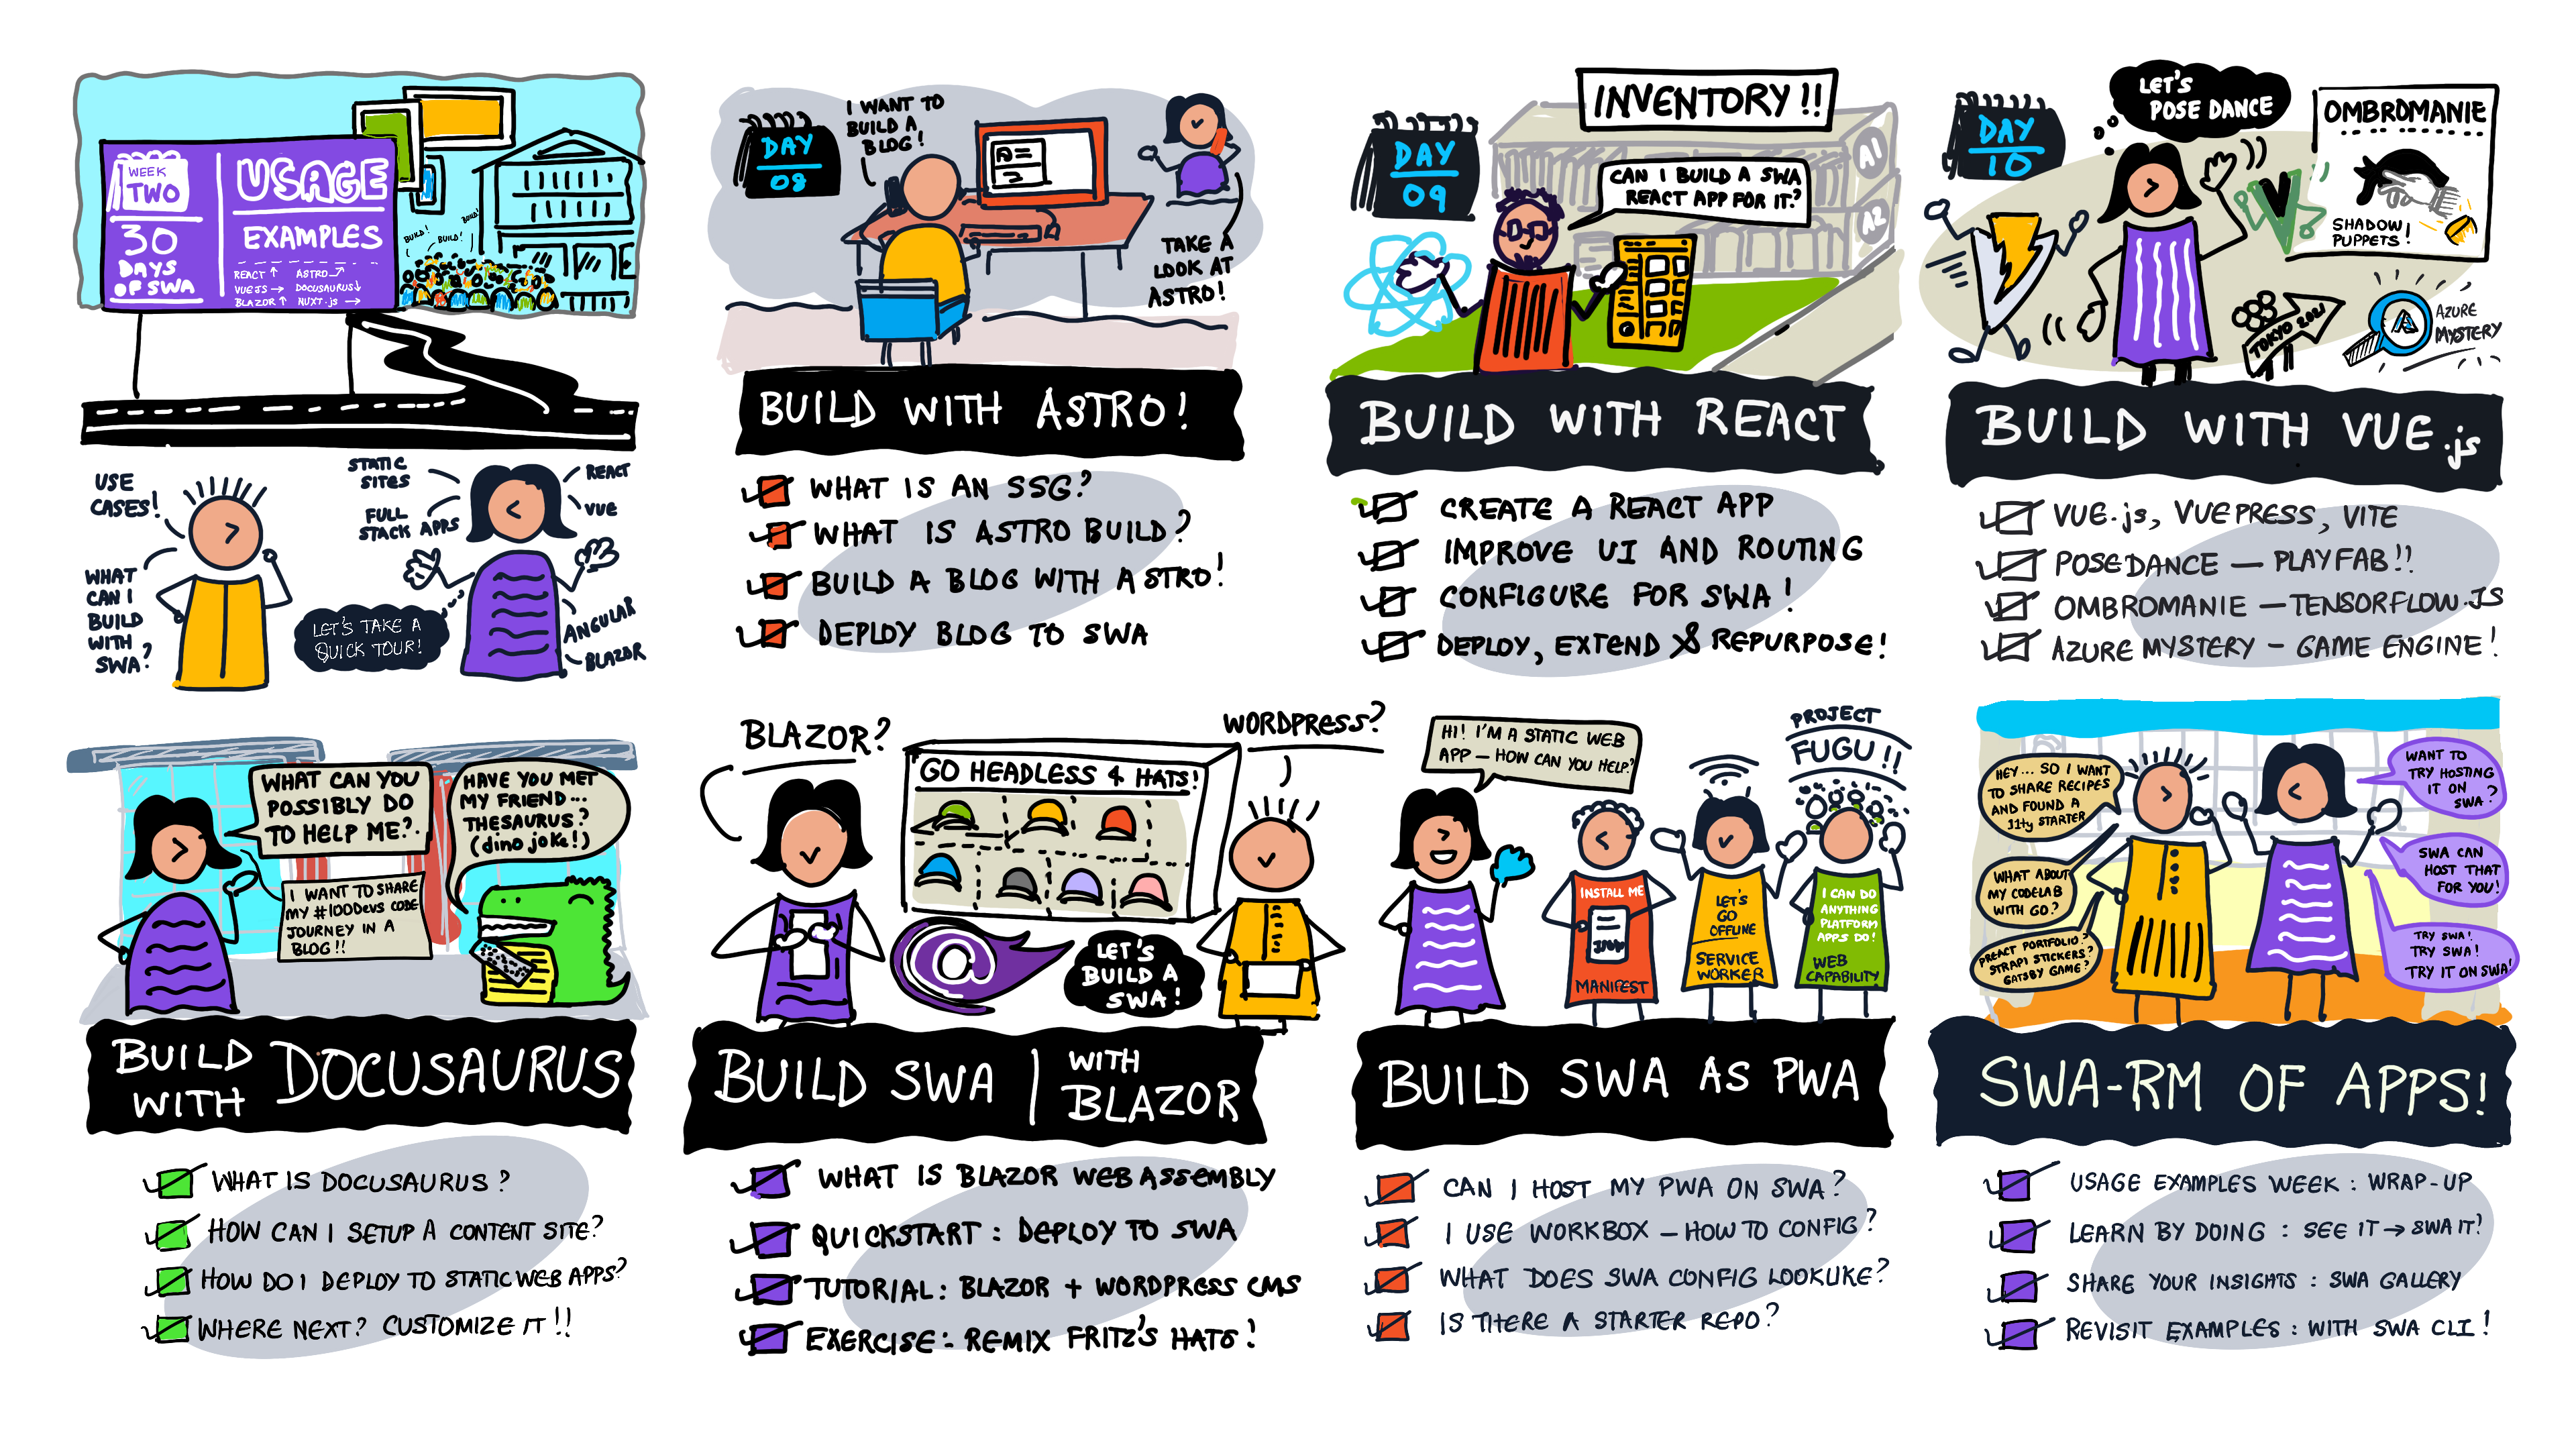 WEEK
TWO
30
DAYS
OF SWA
USAGE
EXAMPLES
REACT ↑ ASTRO ↗
VUEJS → DOCUSAURUS ↓
BLAZOR ↑ NUXT.js →
BUILD!
BUILD!
BUILD!
USE
CASES!
WHAT
CAN I
BUILD
WITH
SWA?
STATIC
SITES
FULL
STACK APPS
REACT
VUE
ANGULAR
BLAZOR
LET'S TAKE A
QUICK TOUR!
DAY
08
I WANT TO
BUILD A
BLOG!
TAKE A
LOOK AT
ASTRO!
BUILD WITH ASTRO!
WHAT IS AN SSG?
WHAT IS ASTRO BUILD?
BUILD A BLOG WITH ASTRO!
DEPLOY BLOG TO SWA
INVENTORY!!
DAY
09
CAN I BUILD A SWA
REACT APP FOR IT?
A1
A2
BUILD WITH REACT
CREATE A REACT APP
IMPROVE UI AND ROUTING
CONFIGURE FOR SWA!
DEPLOY, EXTEND & REPURPOSE!
DAY
10
LET'S
POSE DANCE
OMBROMANIE
SHADOW
PUPPETS!
TOKYO 2021
AZURE
MYSTERY
BUILD WITH VUE.js
VUE.js, VUEPRESS, VITE
POSEDANCE — PLAYFAB!!
OMBROMANIE — TENSORFLOW.JS
AZURE MYSTERY - GAME ENGINE!
WHAT CAN YOU
POSSIBLY DO
TO HELP ME?.
HAVE YOU MET
MY FRIEND...
THESAURUS?
(dino joke!)
I WANT TO SHARE
MY #100Devs CODE
JOURNEY IN A
BLOG!!
BUILD
WITH DOCUSAURUS
WHAT IS DOCUSAURUS?
HOW CAN I SETUP A CONTENT SITE?
HOW DO I DEPLOY TO STATIC WEB APPS?
WHERE NEXT? CUSTOMIZE IT!!
BLAZOR?
WORDPRESS?
GO HEADLESS 4 HATS!
@
LET'S
BUILD A
SWA!
BUILD SWA | WITH
BLAZOR
WHAT IS BLAZOR WEB ASSEMBLY
QUICKSTART: DEPLOY TO SWA
TUTORIAL: BLAZOR + WORDPRESS CMS
EXERCISE: REMIX FRITZ'S HATS!
HI! I'M A STATIC WEB
APP — HOW CAN YOU HELP?
PROJECT
FUGU!!
INSTALL ME
JSON
MANIFEST
LET'S
GO
OFFLINE
SERVICE
WORKER
I CAN DO
ANYTHING
PLATFORM
APPS DO!
WEB
CAPABILITY
BUILD SWA AS PWA
CAN I HOST MY PWA ON SWA?
I USE WORKBOX — HOW TO CONFIG?
WHAT DOES SWA CONFIG LOOKLIKE?
IS THERE A STARTER REPO?
HEY... SO I WANT
TO SHARE RECIPES
AND FOUND A
11ty STARTER
WHAT ABOUT
MY CODELAB
WITH GO?
PREACT PORTFOLIO?
STRAPI STICKERS?
GATSBY GAME?
WANT TO
TRY HOSTING
IT ON
SWA?
SWA CAN
HOST THAT
FOR YOU!
TRY SWA!
TRY SWA!
TRY IT ON SWA!
SWA-RM OF APPS!
USAGE EXAMPLES WEEK: WRAP-UP
LEARN BY DOING: SEE IT → SWA IT!
SHARE YOUR INSIGHTS: SWA GALLERY
REVISIT EXAMPLES: WITH SWA CLI!